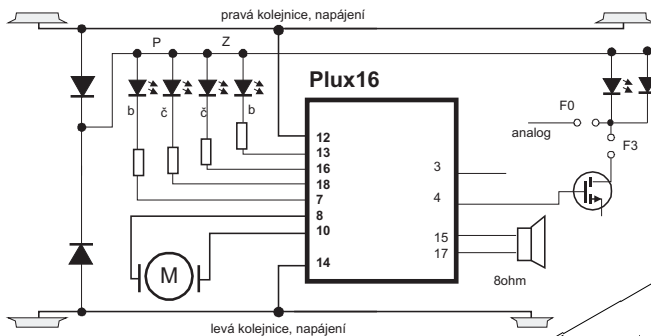 pravá kolejnice, napájení
P Z
b č č b
Plux16
12
13
16
18
7
8
10
14
3
4
15
17
M
8ohm
F0
analog
F3
levá kolejnice, napájení